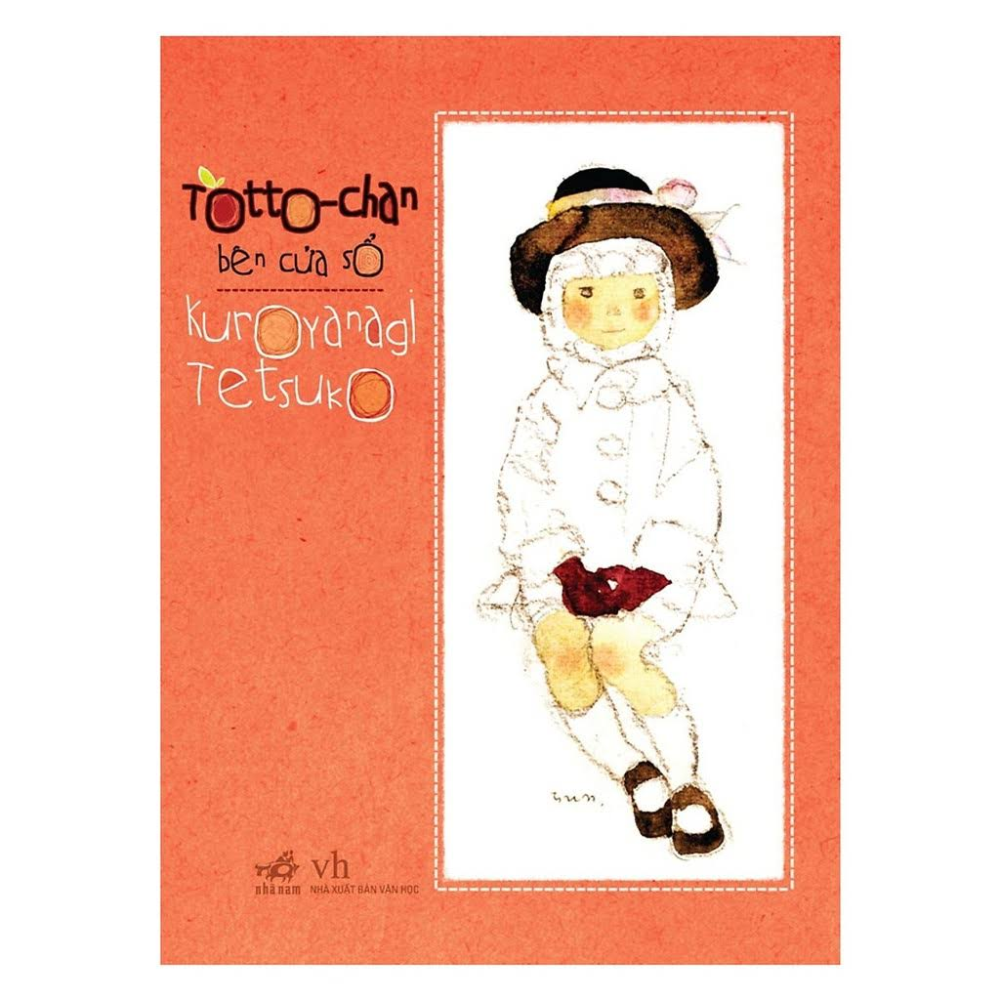 Totto-chan
bên cửa sổ
Kuroyanagi
Tetsuko
nhã nam
vh
NHÀ XUẤT BẢN VĂN HỌC